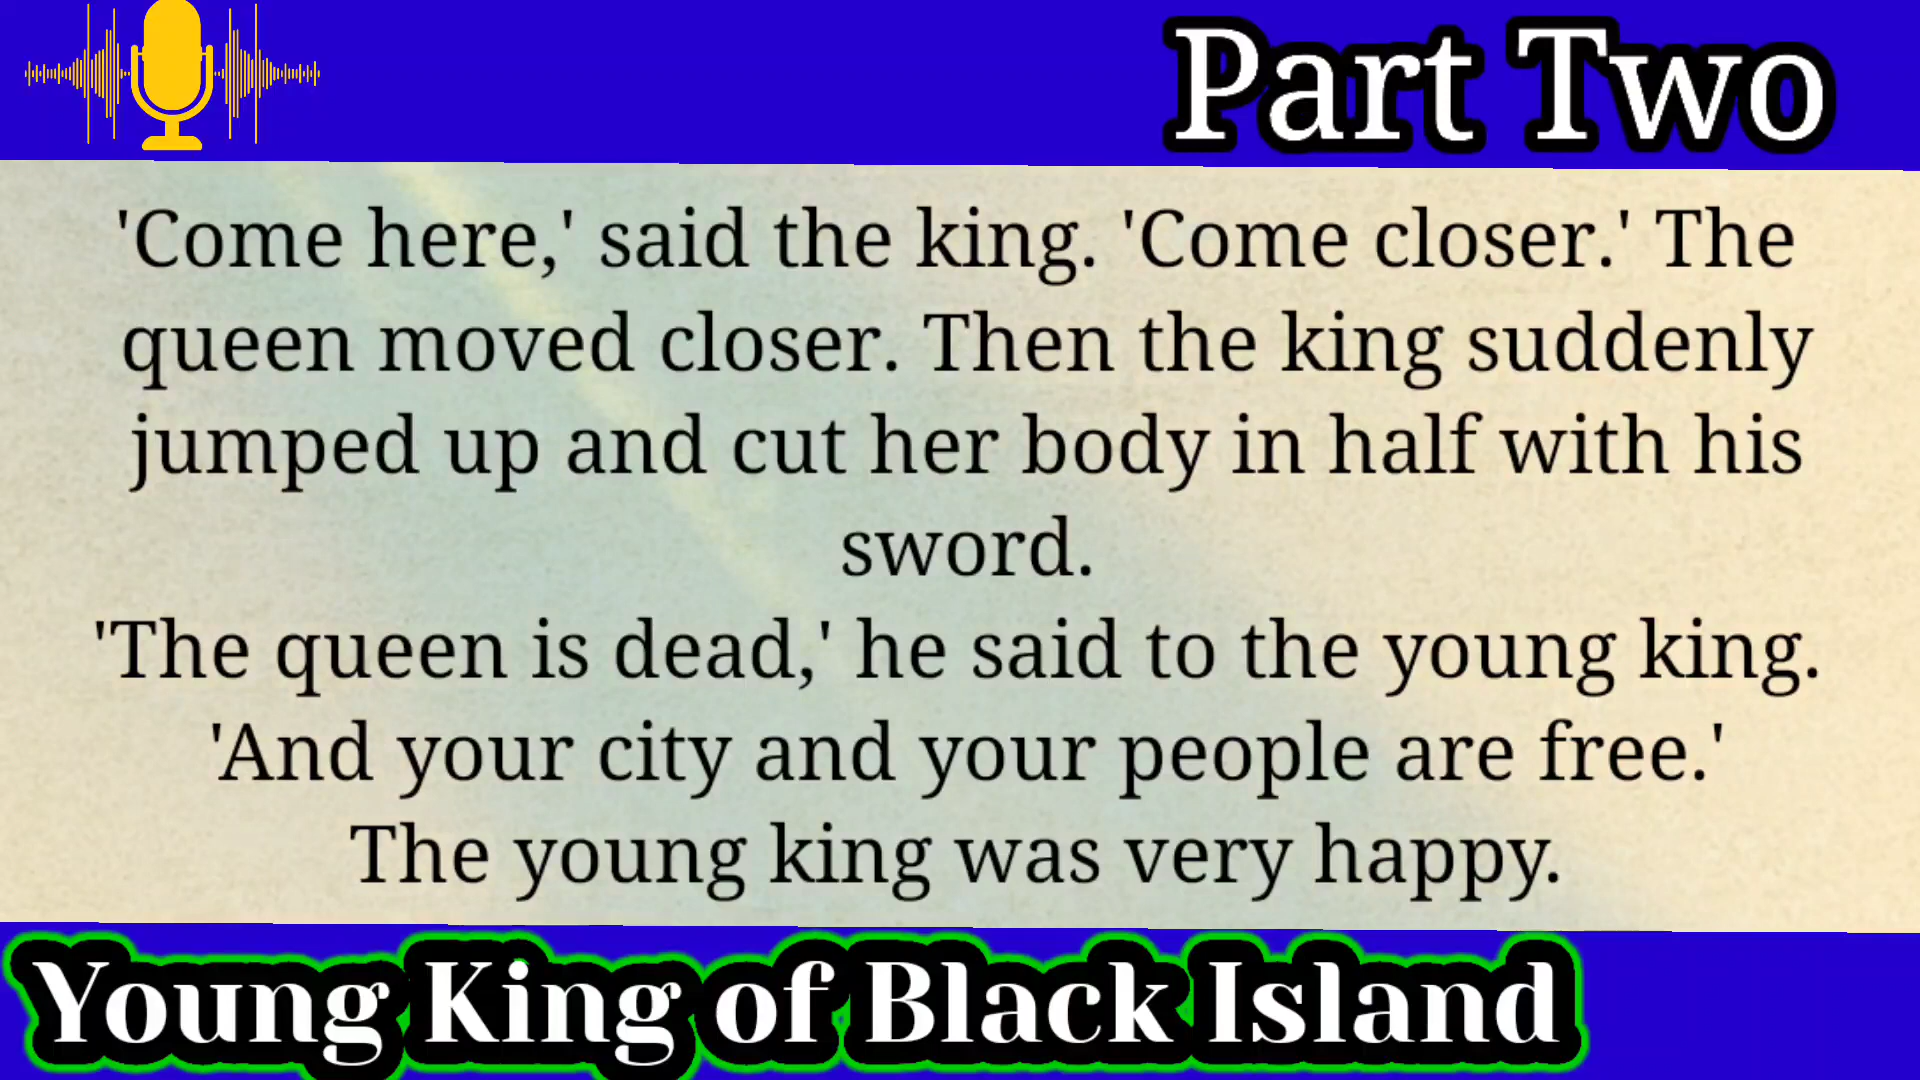 Part Two
'Come here,' said the king. 'Come closer.' The
queen moved closer. Then the king suddenly
jumped up and cut her body in half with his
sword.
'The queen is dead,' he said to the young king.
'And your city and your people are free.'
The young king was very happy.
Young King of Black Island